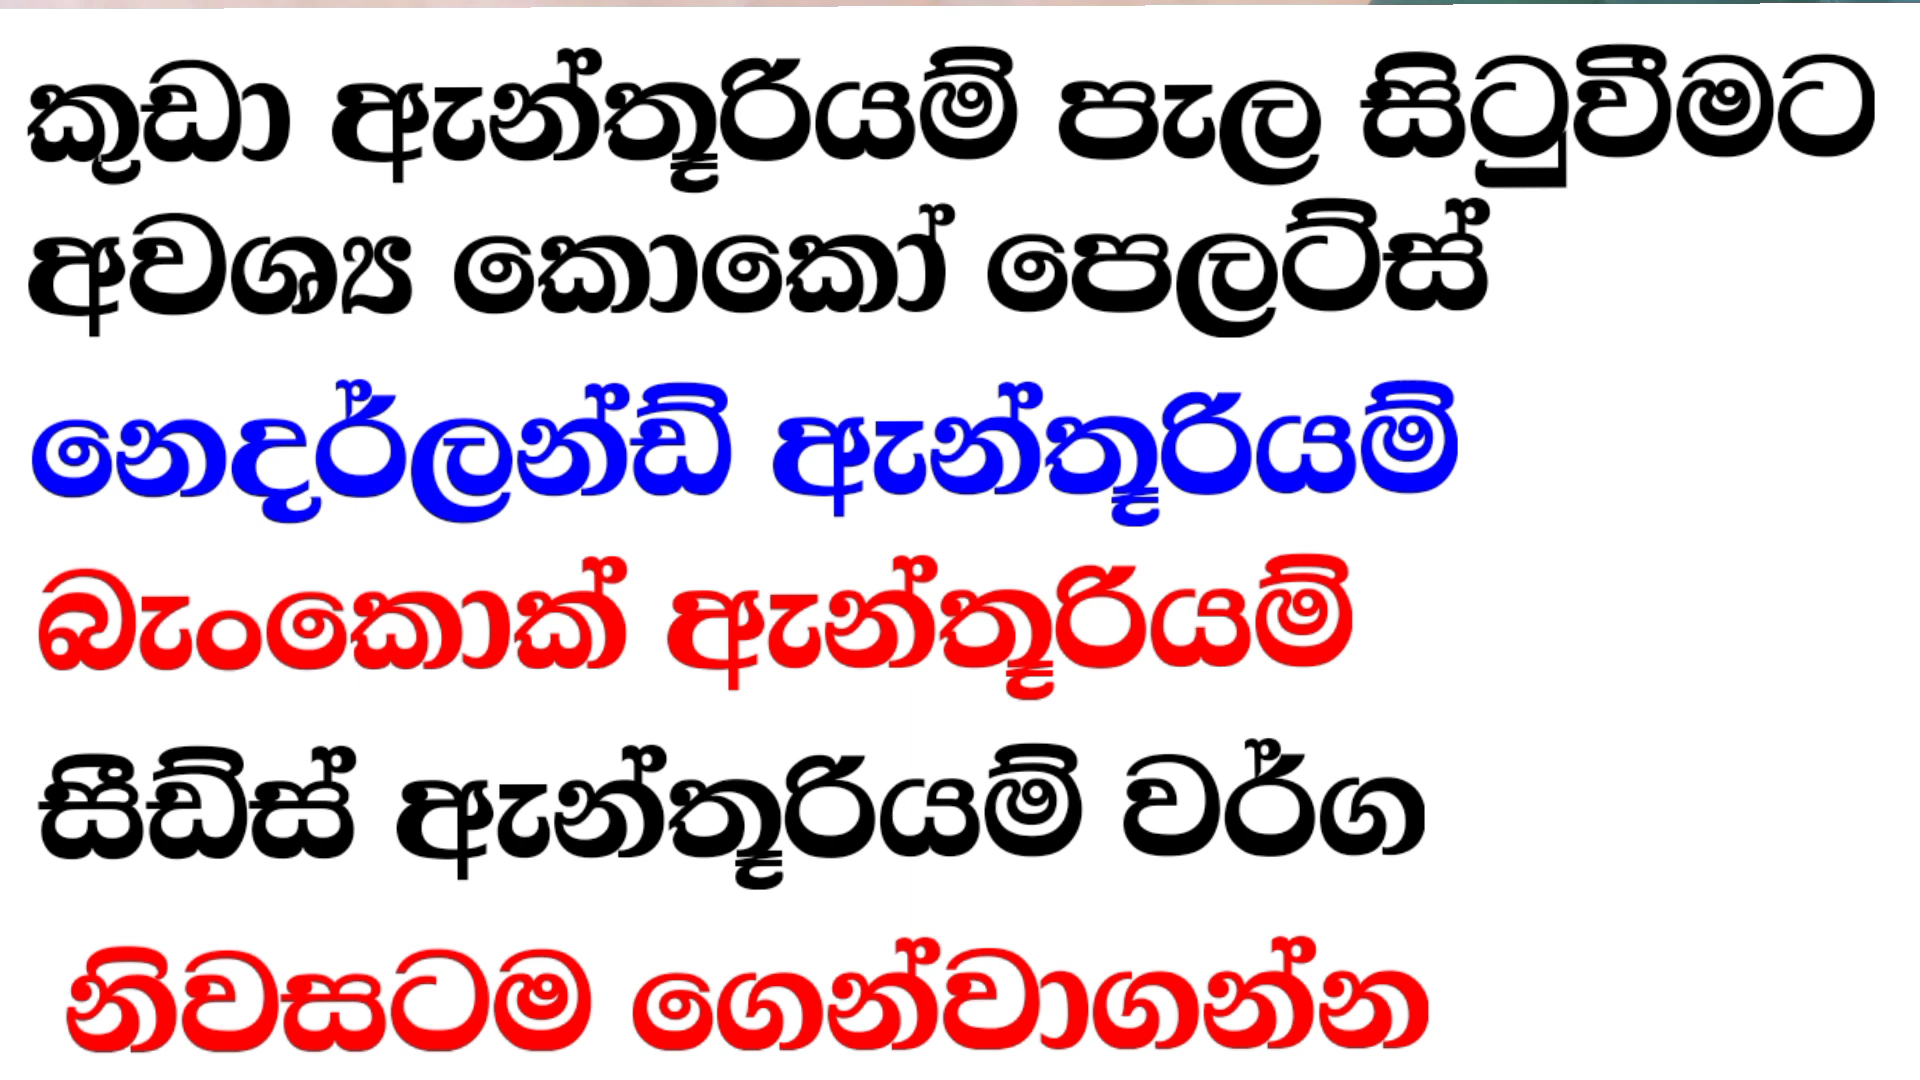 කුඩා ඇන්තූරියම් පැල සිටුවීමට
අවශ්‍ය කොකෝ පෙලට්ස්
නෙදර්ලන්ඩ් ඇන්තූරියම්
බැංකොක් ඇන්තූරියම්
සීඩ්ස් ඇන්තූරියම් වර්ග
නිවසටම ගෙන්වාගන්න